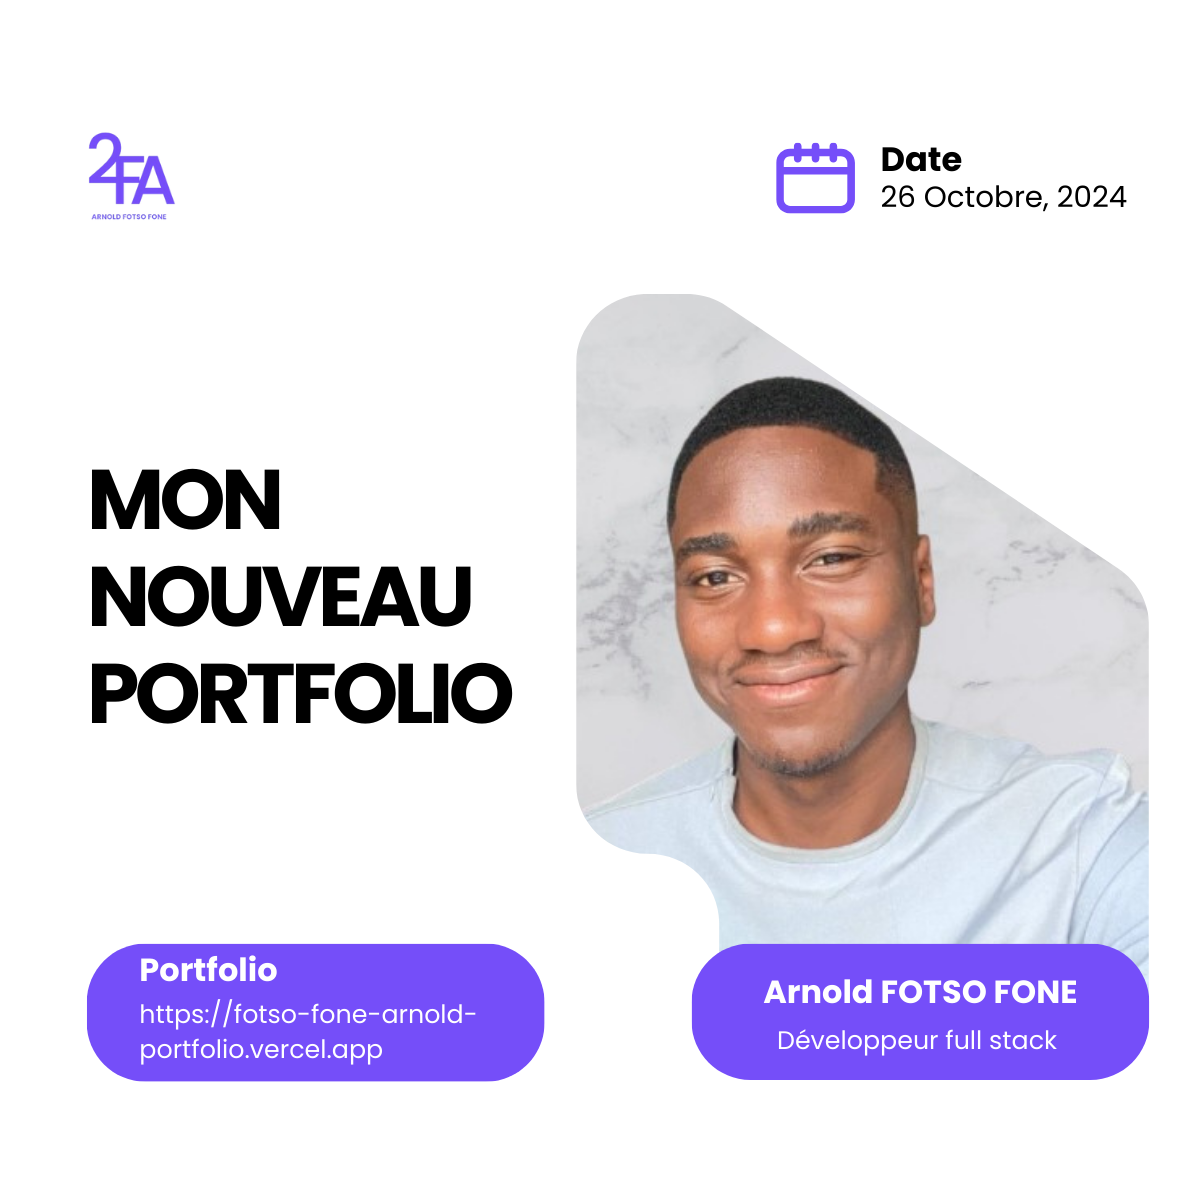 2FA
ARNOLD FOTSO FONE
Date
26 Octobre, 2024
MON
NOUVEAU
PORTFOLIO
Portfolio
https://fotso-fone-arnold-
portfolio.vercel.app
Arnold FOTSO FONE
Développeur full stack